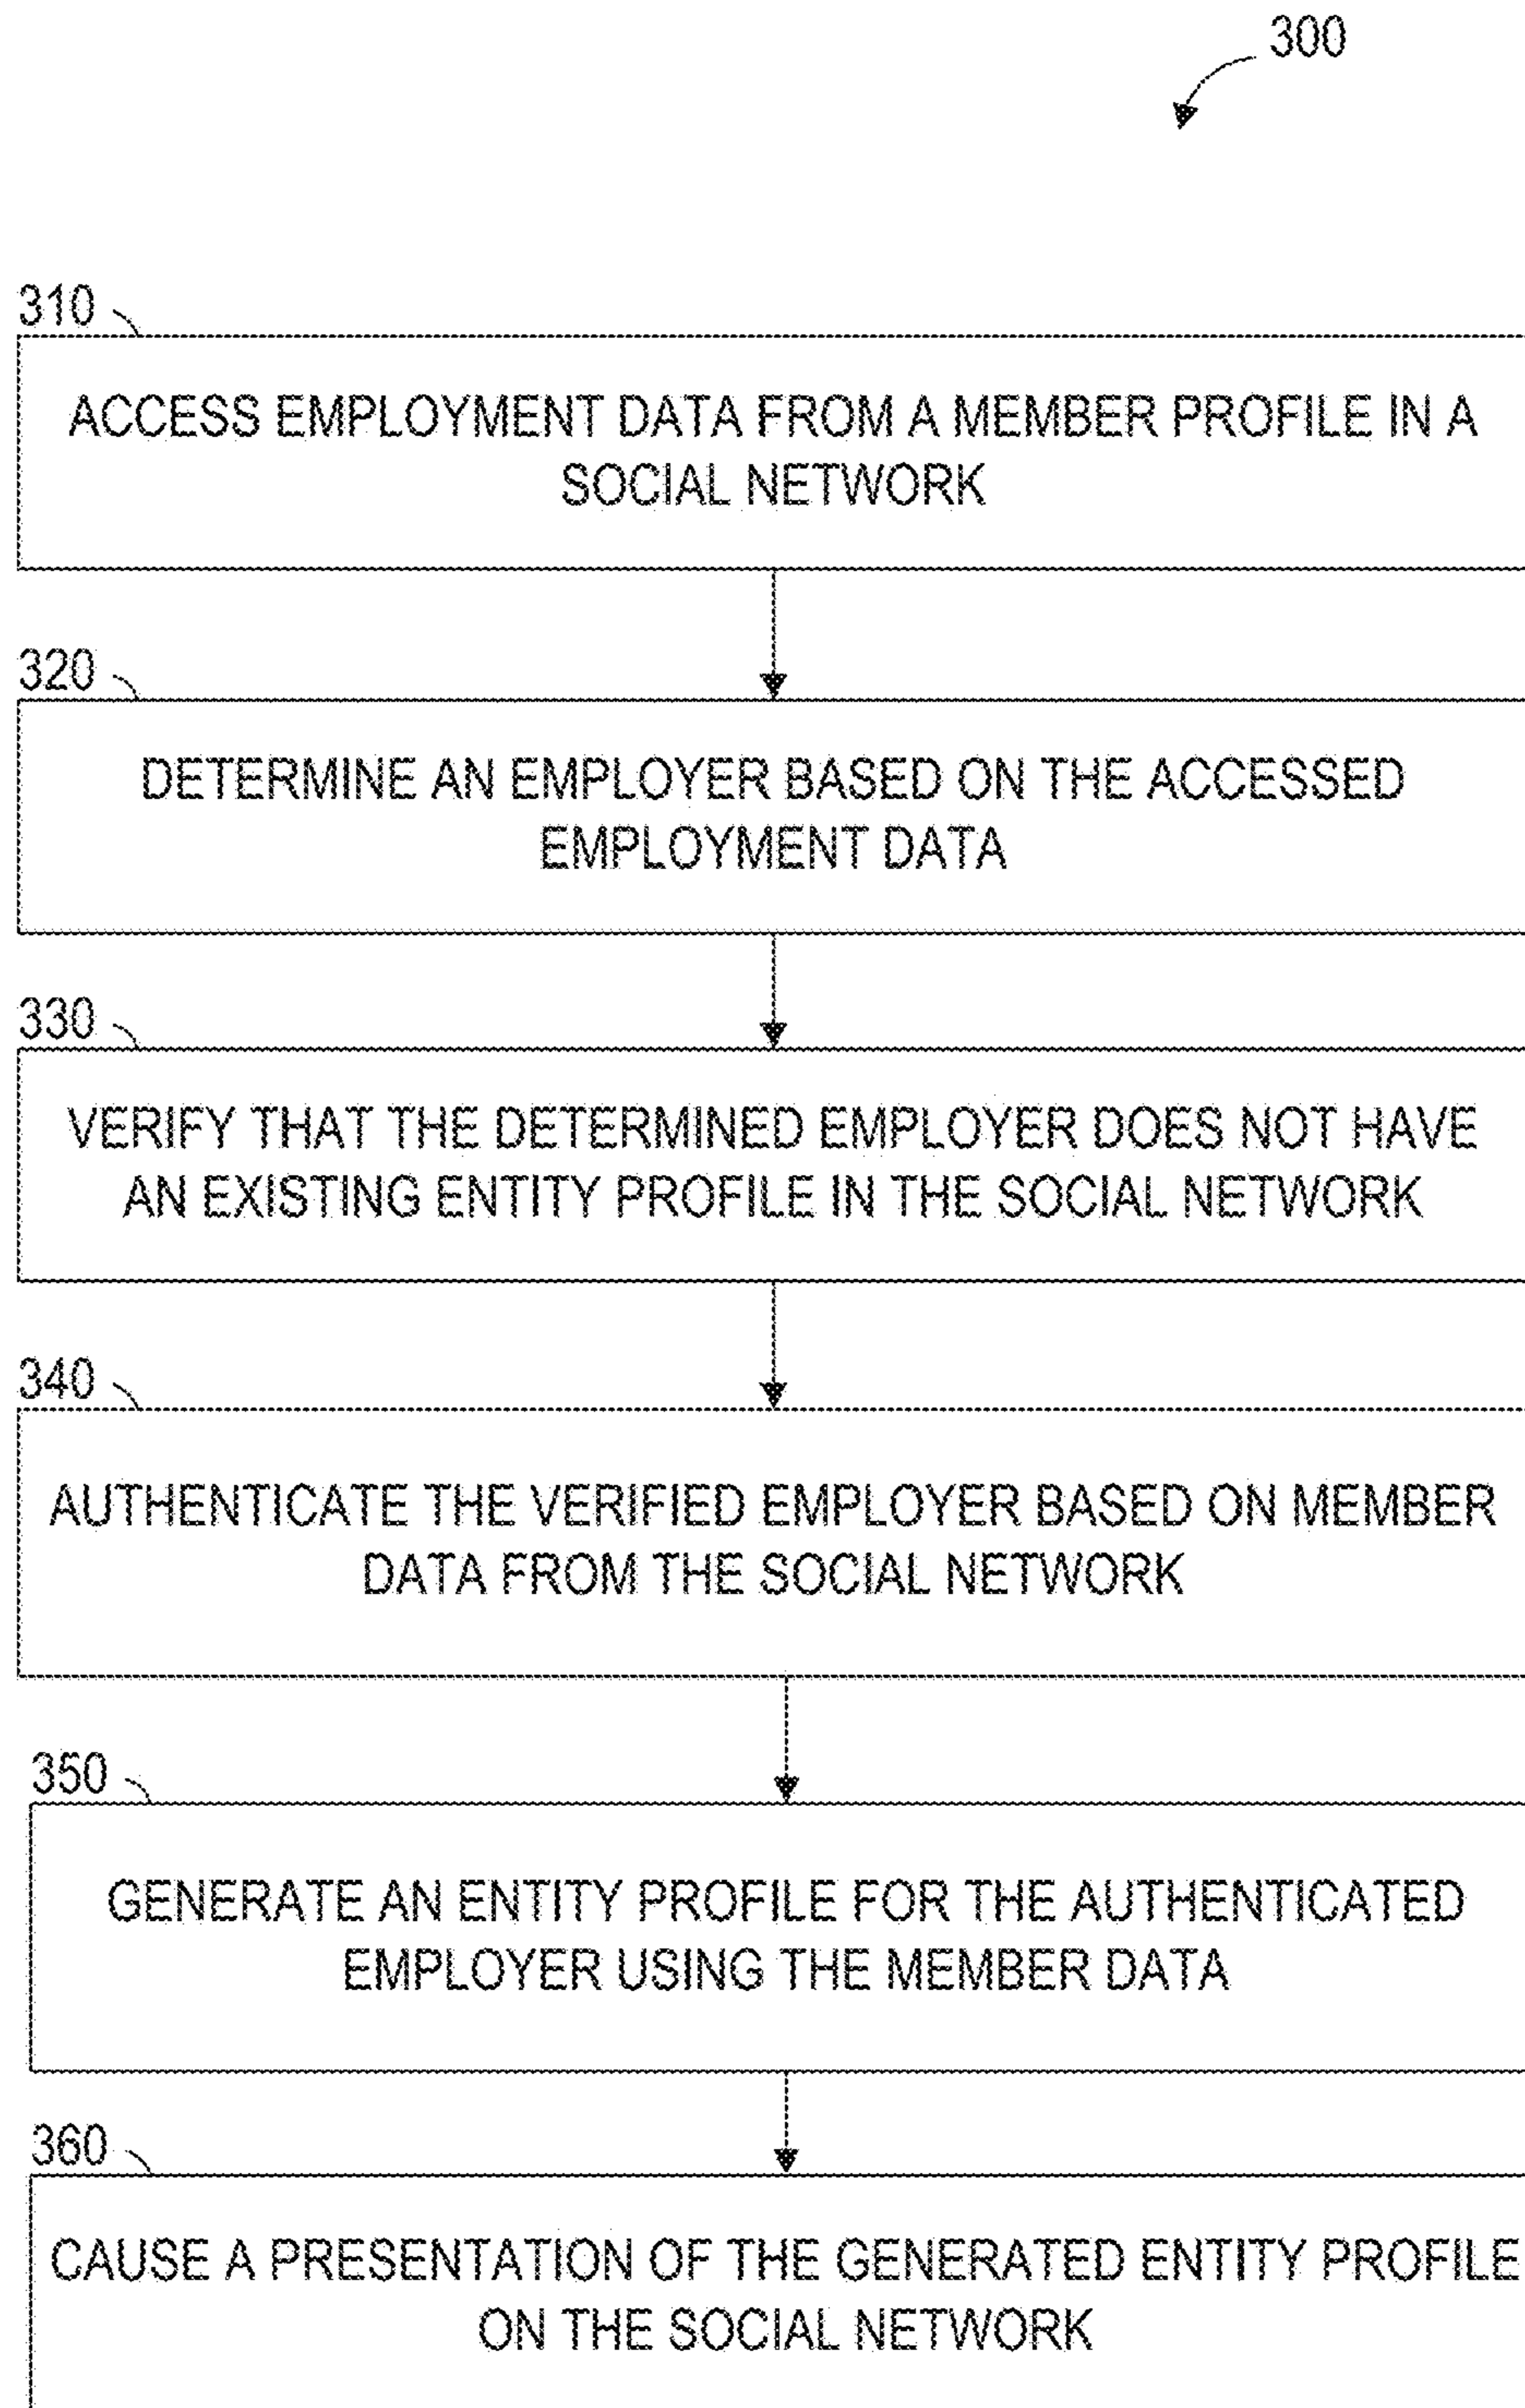 300
310
ACCESS EMPLOYMENT DATA FROM A MEMBER PROFILE IN A
SOCIAL NETWORK
320
DETERMINE AN EMPLOYER BASED ON THE ACCESSED
EMPLOYMENT DATA
330
VERIFY THAT THE DETERMINED EMPLOYER DOES NOT HAVE
AN EXISTING ENTITY PROFILE IN THE SOCIAL NETWORK
340
AUTHENTICATE THE VERIFIED EMPLOYER BASED ON MEMBER
DATA FROM THE SOCIAL NETWORK
350
GENERATE AN ENTITY PROFILE FOR THE AUTHENTICATED
EMPLOYER USING THE MEMBER DATA
360
CAUSE A PRESENTATION OF THE GENERATED ENTITY PROFILE
ON THE SOCIAL NETWORK